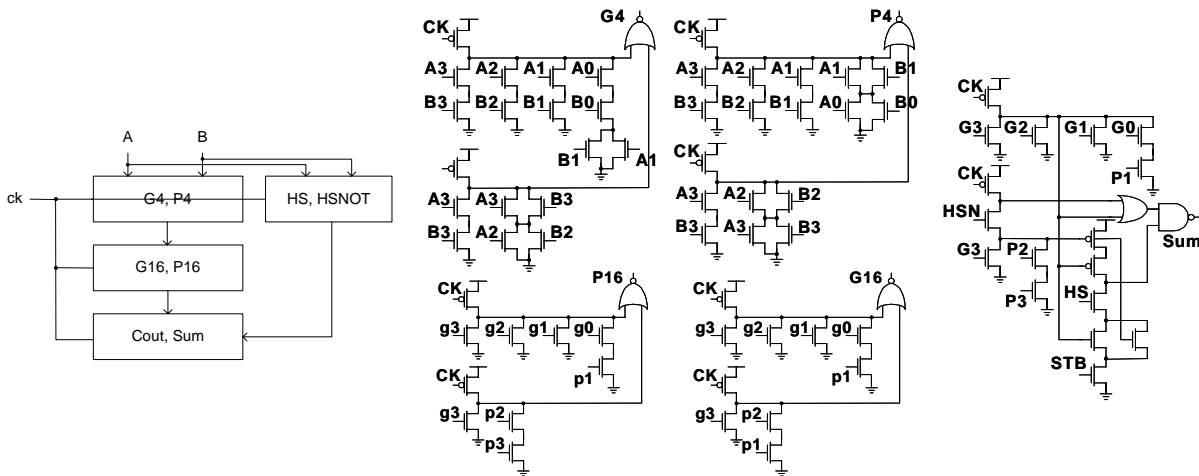 A B
ck
G4, P4
HS, HSNOT
G16, P16
Cout, Sum
G4
CK
A3 A2 A1 A0
B3 B2 B1 B0
B1 A1
A3 A3 B3
B3 A2 B2
P4
CK
A3 A2 A1 A1 B1
B3 B2 B1 A0 B0
CK
A3 A2 B2
B3 A3 B3
P16
CK
g3 g2 g1 g0
p1
CK
g3 p2
p3
G16
CK
g3 g2 g1 g0
p1
CK
g3 p2
p1
CK
G3 G2 G1 G0
P1
CK
HSN
Sum
G3 P2
P3
HS
STB